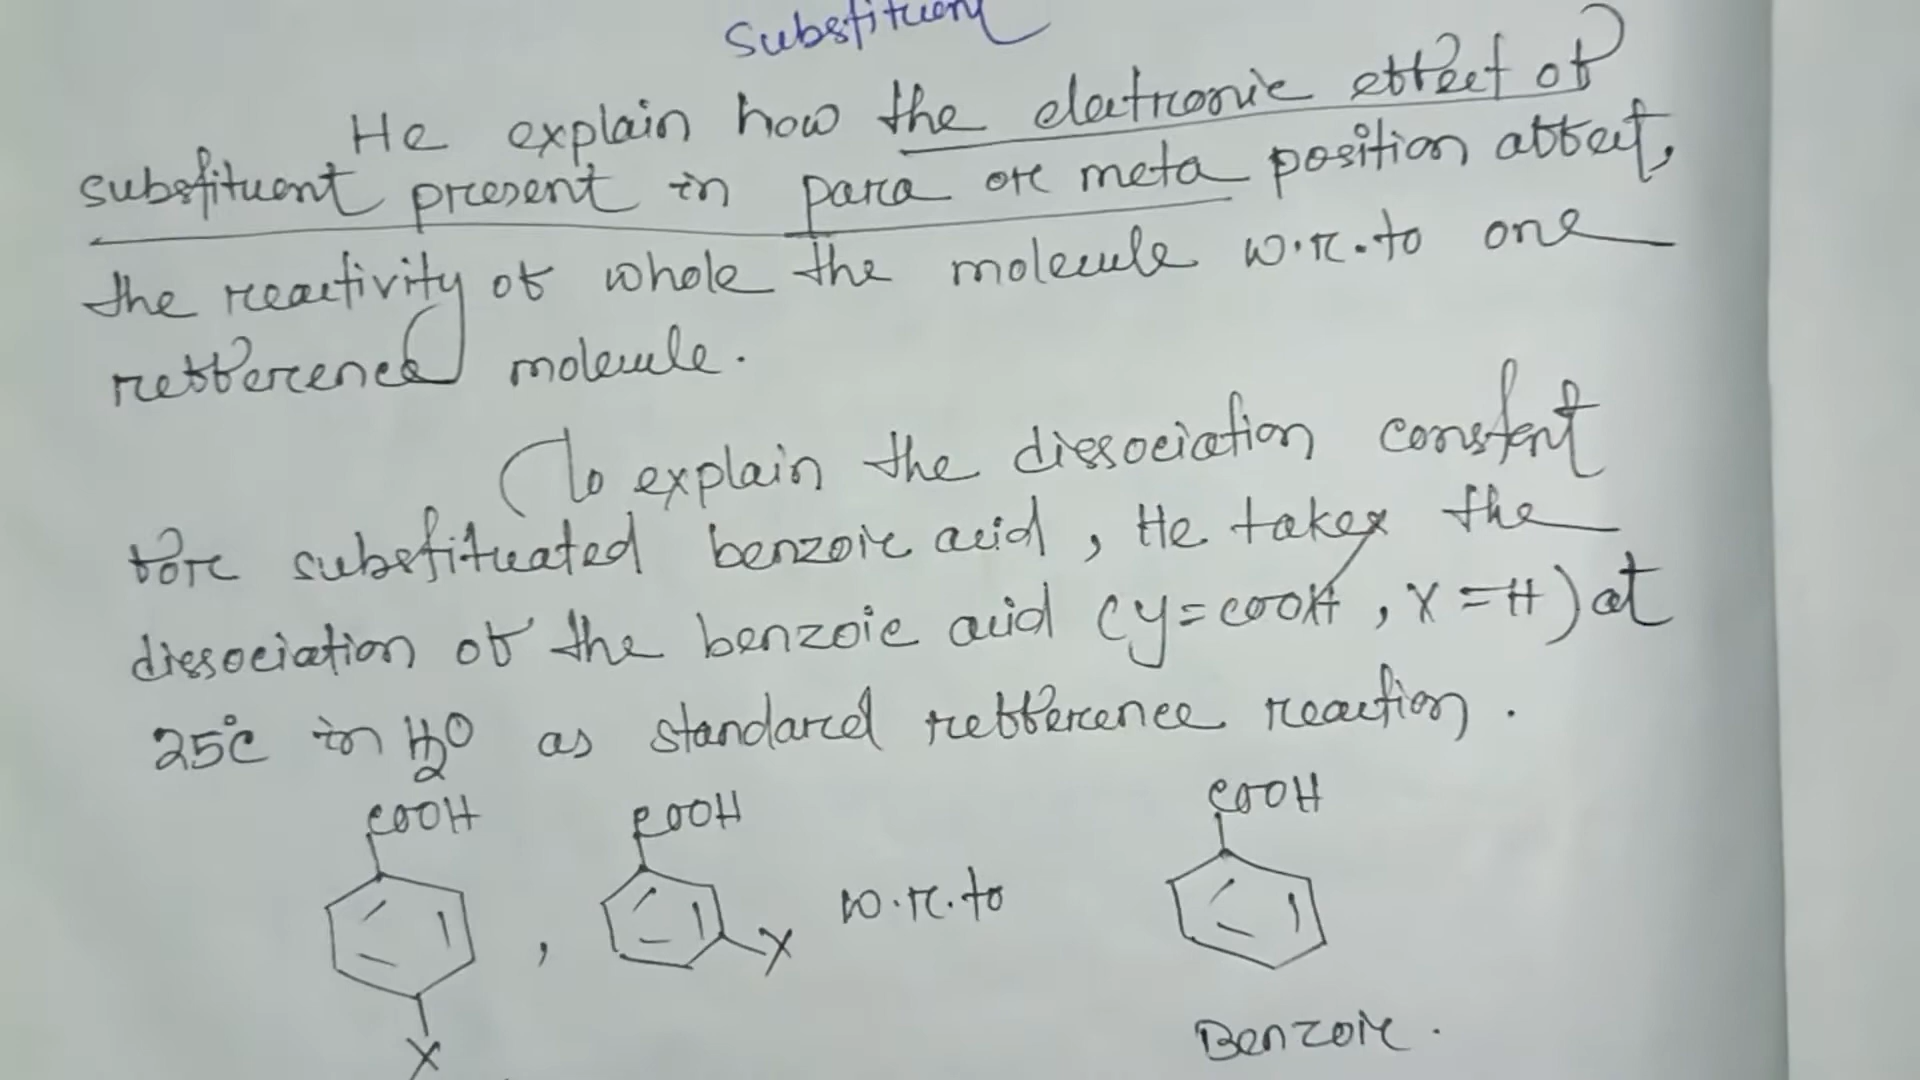 Substituent
He explain how the electronic effect of
substituent present in para or meta position affect,
the reactivity of whole the molecule w.r.to one
refference molecule.
To explain the dissociation constant
for substituated benzoic acid, He takes the
dissociation of the benzoic acid (y=COOH, X=H) at
25°C in H2O as standard refference reaction.
COOH COOH COOH
, X w.r.to
X Benzoic.